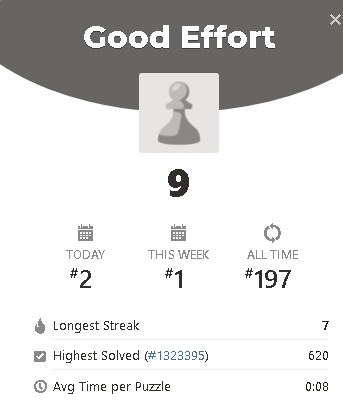 Good Effort
×
9
TODAY THIS WEEK ALL TIME
#2 #1 #197
Longest Streak 7
Highest Solved (#1323395) 620
Avg Time per Puzzle 0:08